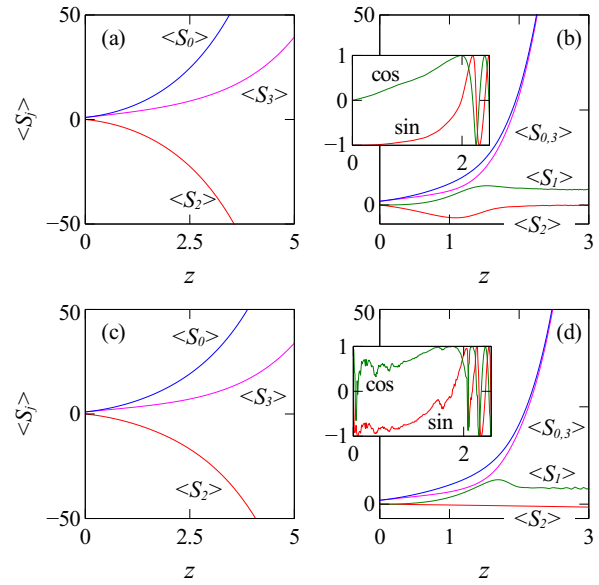 50 (a) <S0> 50 (b)
1 cos
<Sj> <S3> 0 sin <S0,3>
0 −1 0 2 <S1>
<S2> 0
<S2>
−50 −50
0 2.5 5 0 1 2 3
z z
50 (c) <S0> 50 (d)
1
<S3> 0 cos
<Sj> sin <S0,3>
0 −1 0 2 <S1>
<S2> 0
<S2>
−50 −50
0 2.5 5 0 1 2 3
z z